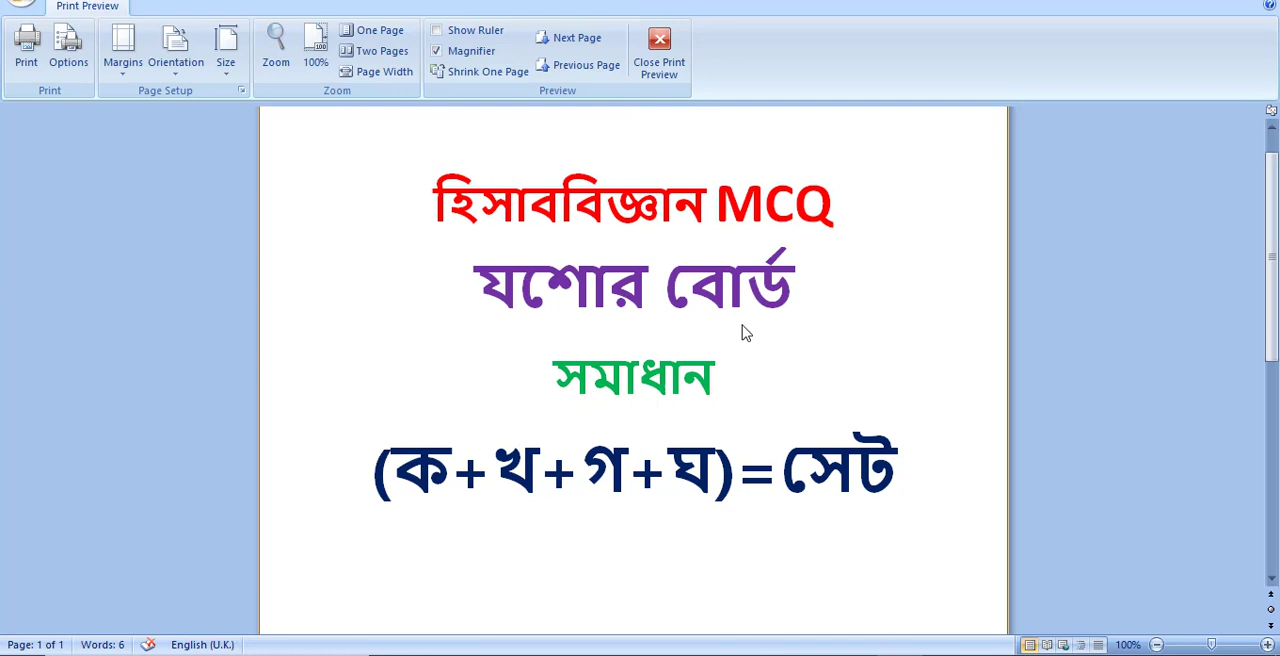 Print Preview
Print
Options
Margins
Orientation
Size
Zoom
100%
One Page
Two Pages
Page Width
Show Ruler
Magnifier
Shrink One Page
Next Page
Previous Page
Close Print
Preview
Print
Page Setup
Zoom
Preview
হিসাববিজ্ঞান MCQ
যশোর বোর্ড
সমাধান
(ক+খ+গ+ঘ)=সেট
Page: 1 of 1
Words: 6
English (U.K.)
100%